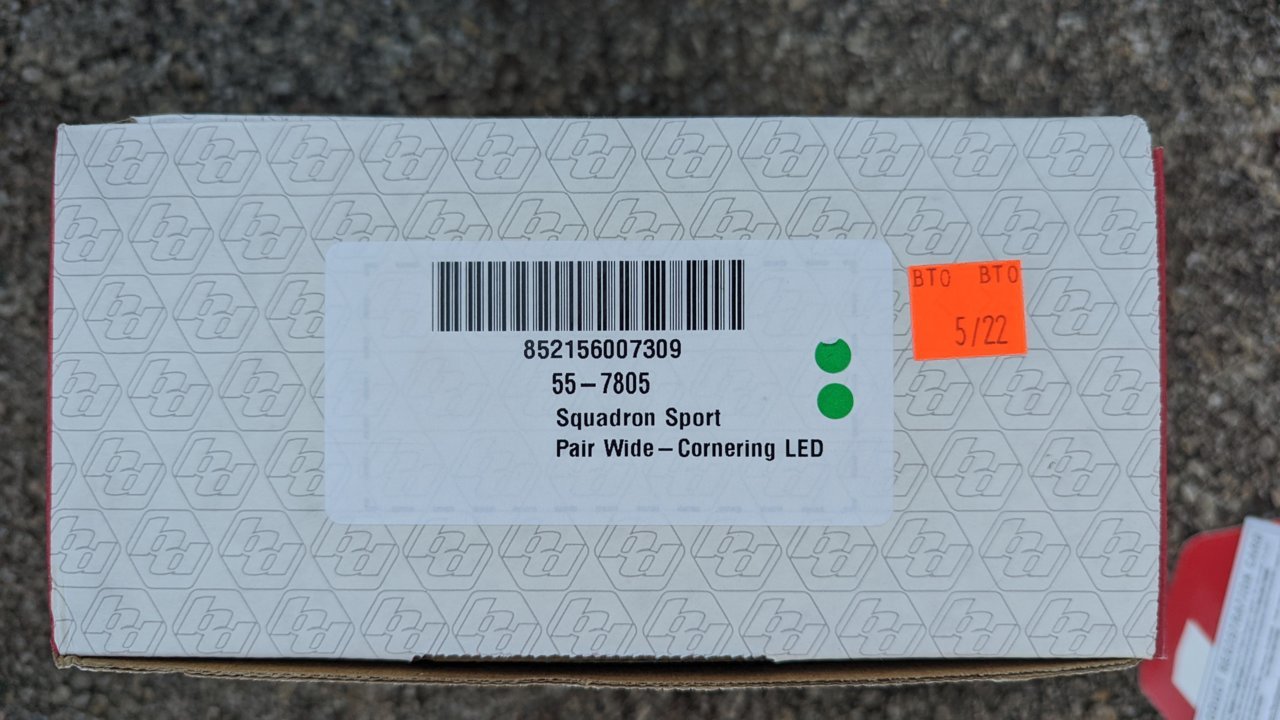 852156007309
55-7805
Squadron Sport
Pair Wide-Cornering LED
BTO BTO
5/22